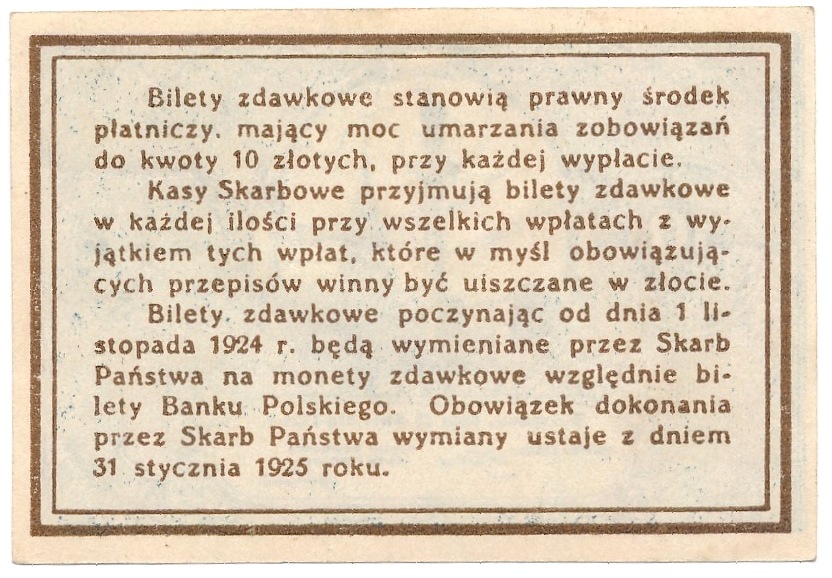 Bilety zdawkowe stanowią prawny środek
płatniczy, mający moc umarzania zobowiązań
do kwoty 10 złotych, przy każdej wypłacie.
Kasy Skarbowe przyjmują bilety zdawkowe
w każdej ilości przy wszelkich wpłatach z wy-
jątkiem tych wpłat, które w myśl obowiązują-
cych przepisów winny być uiszczane w złocie.
Bilety zdawkowe poczynając od dnia 1 li-
stopada 1924 r. będą wymieniane przez Skarb
Państwa na monety zdawkowe względnie bi-
lety Banku Polskiego. Obowiązek dokonania
przez Skarb Państwa wymiany ustaje z dniem
31 stycznia 1925 roku.